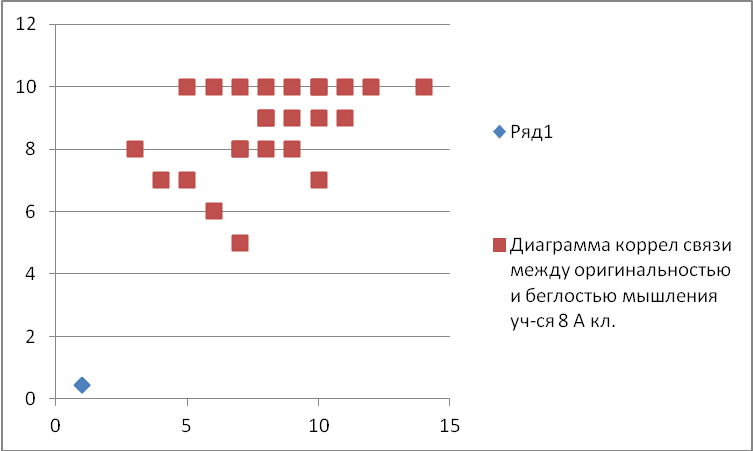 12
10
8
6
4
2
0
0 5 10 15
Ряд1
Диаграмма коррел связи
между оригинальностью
и беглостью мышления
уч-ся 8 А кл.